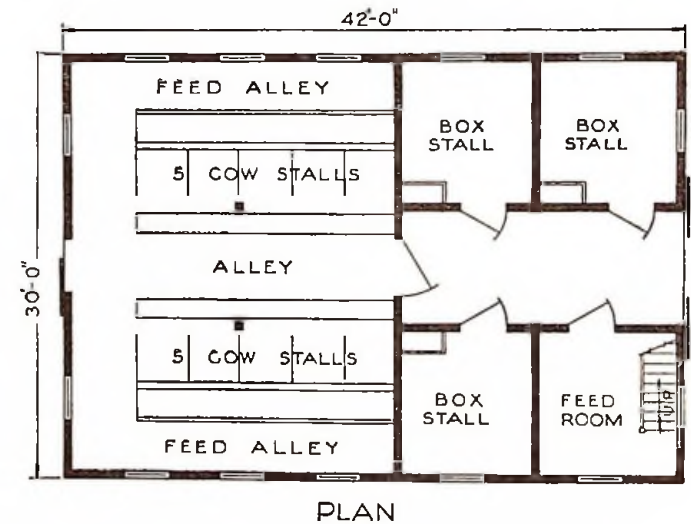 42'-0"
FEED ALLEY
BOX
STALL
BOX
STALL
5 COW STALLS
ALLEY
30'-0"
5 COW STALLS
BOX
STALL
FEED
ROOM
UP
FEED ALLEY
PLAN